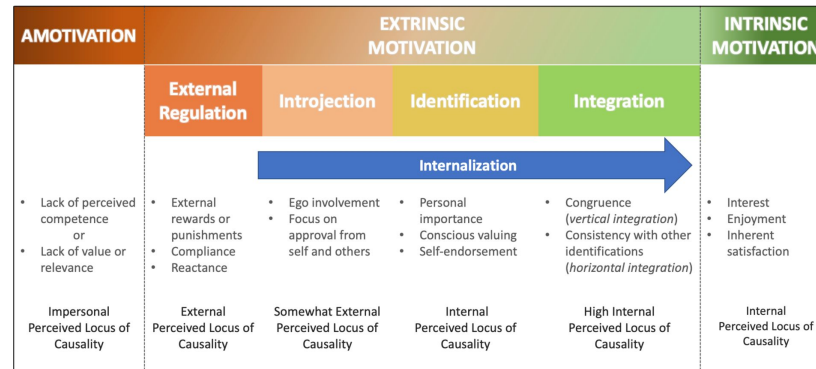 AMOTIVATION
EXTRINSIC
MOTIVATION
INTRINSIC
MOTIVATION
External
Regulation
Introjection
Identification
Integration
Internalization
• Lack of perceived
competence
or
• Lack of value or
relevance
• External
rewards or
punishments
• Compliance
• Reactance
• Ego involvement
• Focus on
approval from
self and others
• Personal
importance
• Conscious valuing
• Self-endorsement
• Congruence
(vertical integration)
• Consistency with other
identifications
(horizontal integration)
• Interest
• Enjoyment
• Inherent
satisfaction
Impersonal
Perceived Locus of
Causality
External
Perceived Locus of
Causality
Somewhat External
Perceived Locus of
Causality
Internal
Perceived Locus of
Causality
High Internal
Perceived Locus of
Causality
Internal
Perceived Locus of
Causality